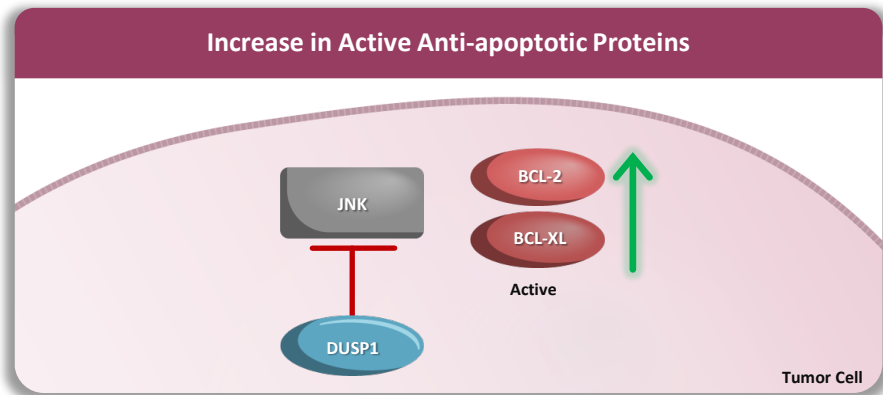 Increase in Active Anti-apoptotic Proteins
JNK
BCL-2
BCL-XL
Active
DUSP1
Tumor Cell